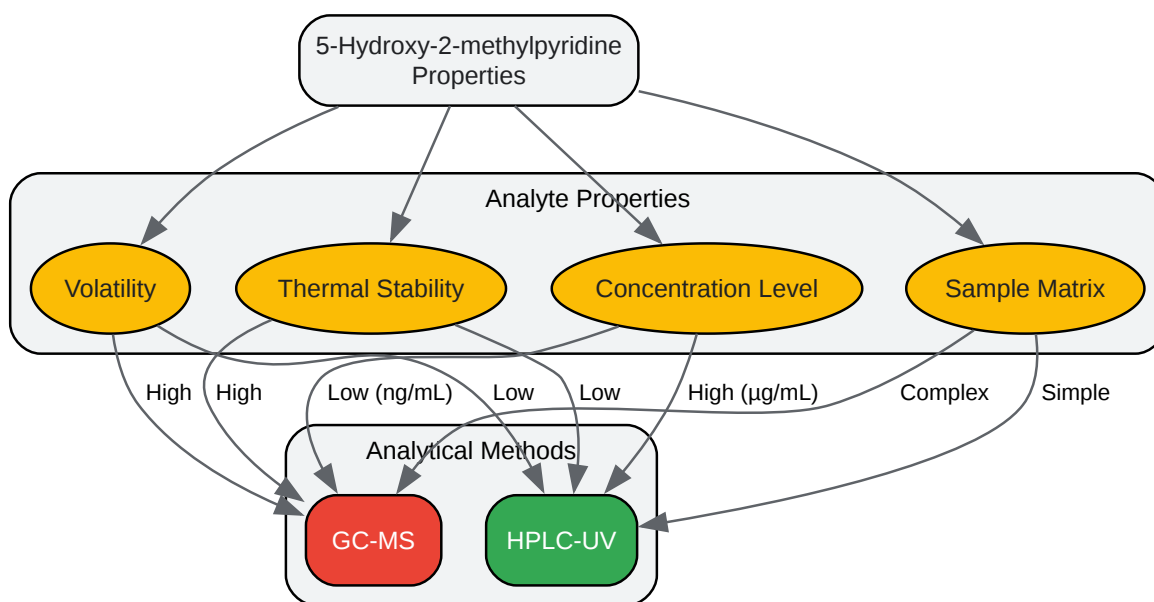 5-Hydroxy-2-methylpyridine
Properties
Analyte Properties
Volatility
Thermal Stability
Concentration Level
Sample Matrix
High
High
Low (ng/mL)
Low
Low
High (µg/mL)
Complex
Simple
Analytical Methods
GC-MS
HPLC-UV